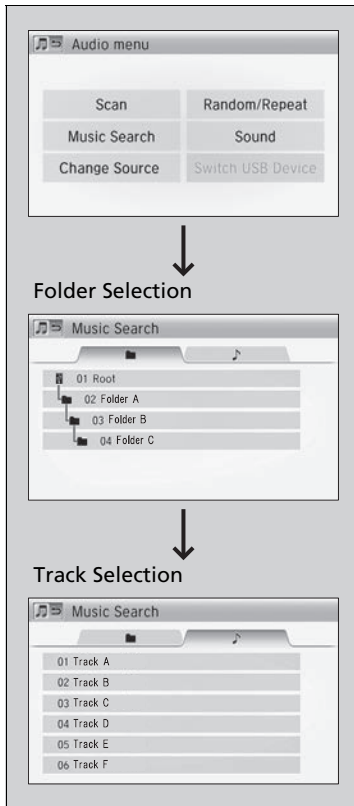 Audio menu
Scan Random/Repeat
Music Search Sound
Change Source Switch USB Device
Folder Selection
Music Search
01 Root
02 Folder A
03 Folder B
04 Folder C
Track Selection
Music Search
01 Track A
02 Track B
03 Track C
04 Track D
05 Track E
06 Track F